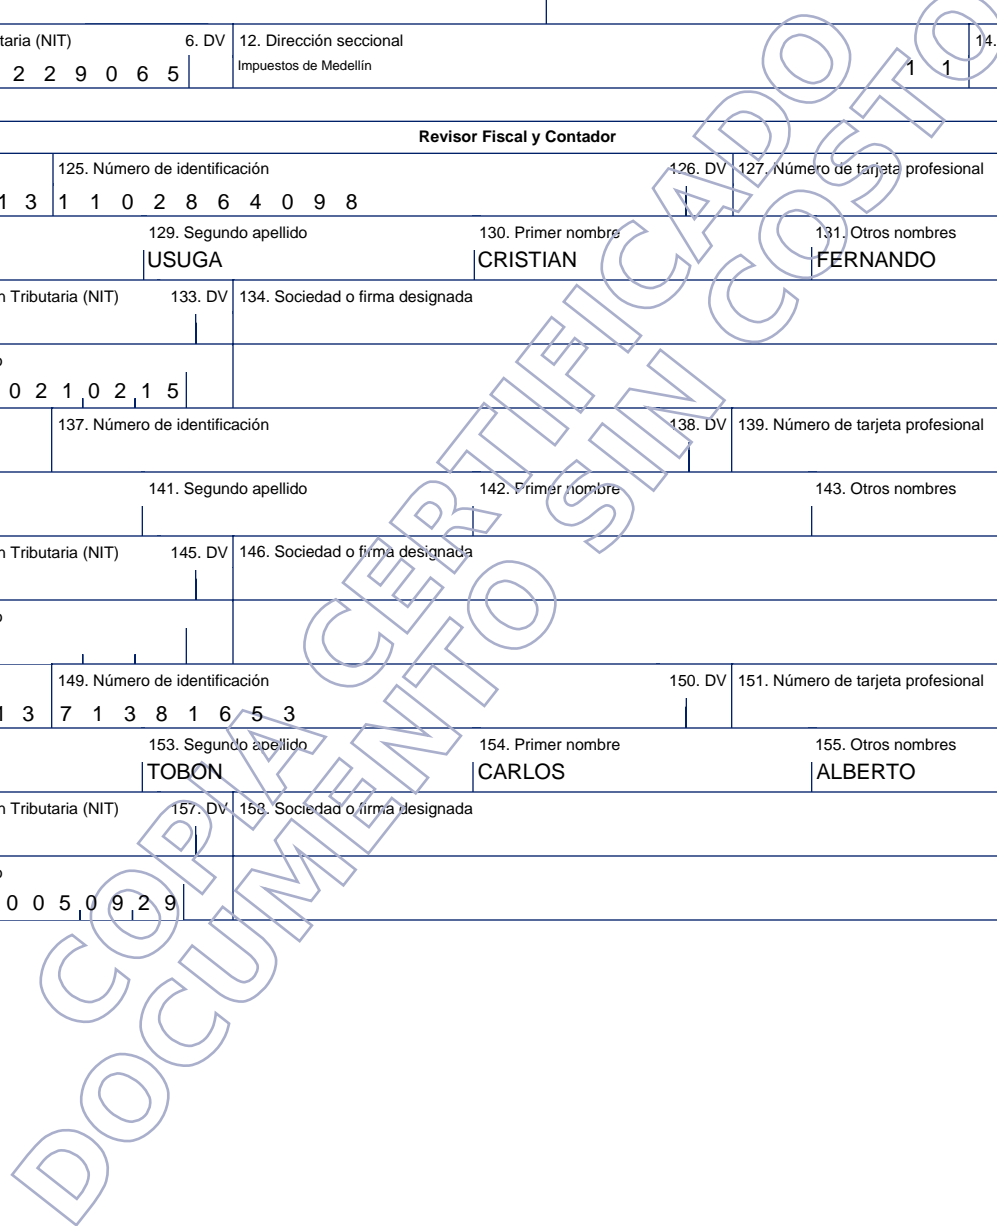 taria (NIT) 6. DV 12. Dirección seccional 14.
2 2 9 0 6 5 Impuestos de Medellín 1 1
Revisor Fiscal y Contador
125. Número de identificación 126. DV 127. Número de tarjeta profesional
1 3 1 1 0 2 8 6 4 0 9 8
129. Segundo apellido 130. Primer nombre 131. Otros nombres
USUGA CRISTIAN FERNANDO
n Tributaria (NIT) 133. DV 134. Sociedad o firma designada
0 2 1 0 2 1 5
137. Número de identificación 138. DV 139. Número de tarjeta profesional
141. Segundo apellido 142. Primer nombre 143. Otros nombres
n Tributaria (NIT) 145. DV 146. Sociedad o firma designada
149. Número de identificación 150. DV 151. Número de tarjeta profesional
1 3 7 1 3 8 1 6 5 3
153. Segundo apellido 154. Primer nombre 155. Otros nombres
TOBON CARLOS ALBERTO
n Tributaria (NIT) 157. DV 158. Sociedad o firma designada
0 0 5 0 9 2 9
COPIA CERTIFICADO
DOCUMENTO SIN COSTO